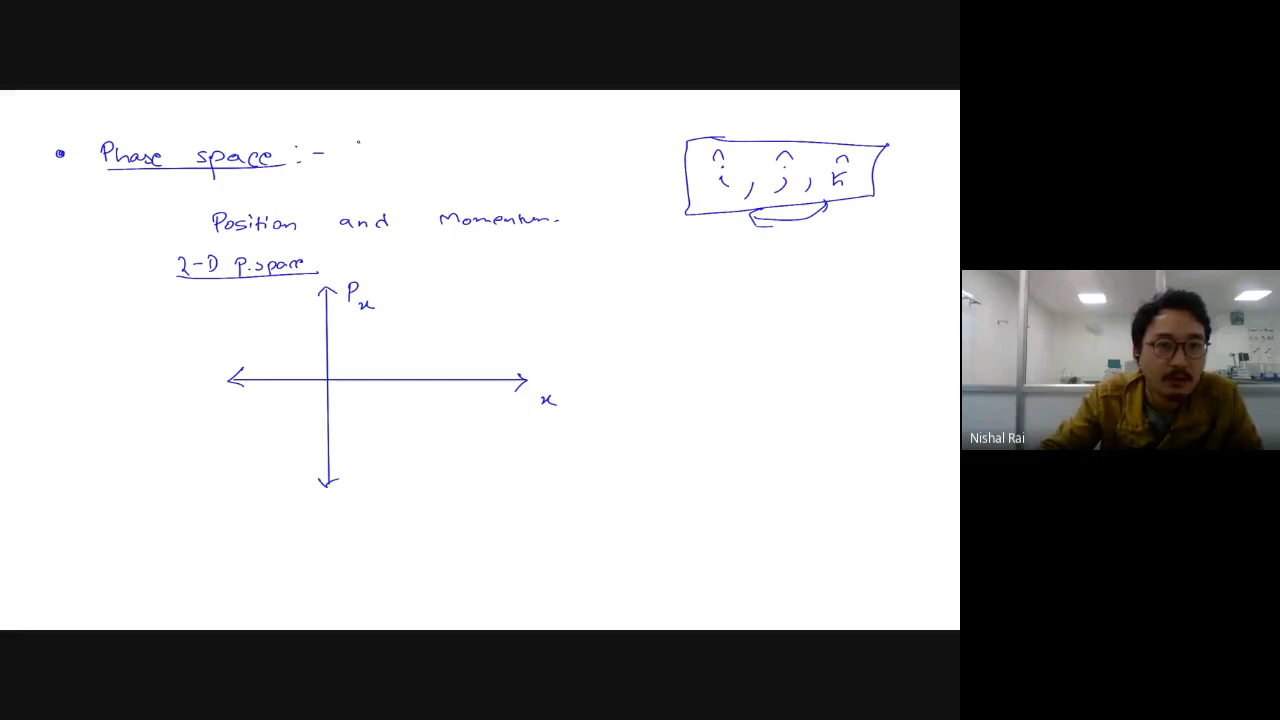 Phase space :-
î, ĵ, k̂
Position and Momentum.
2-D P.space
Px
x
Nishal Rai